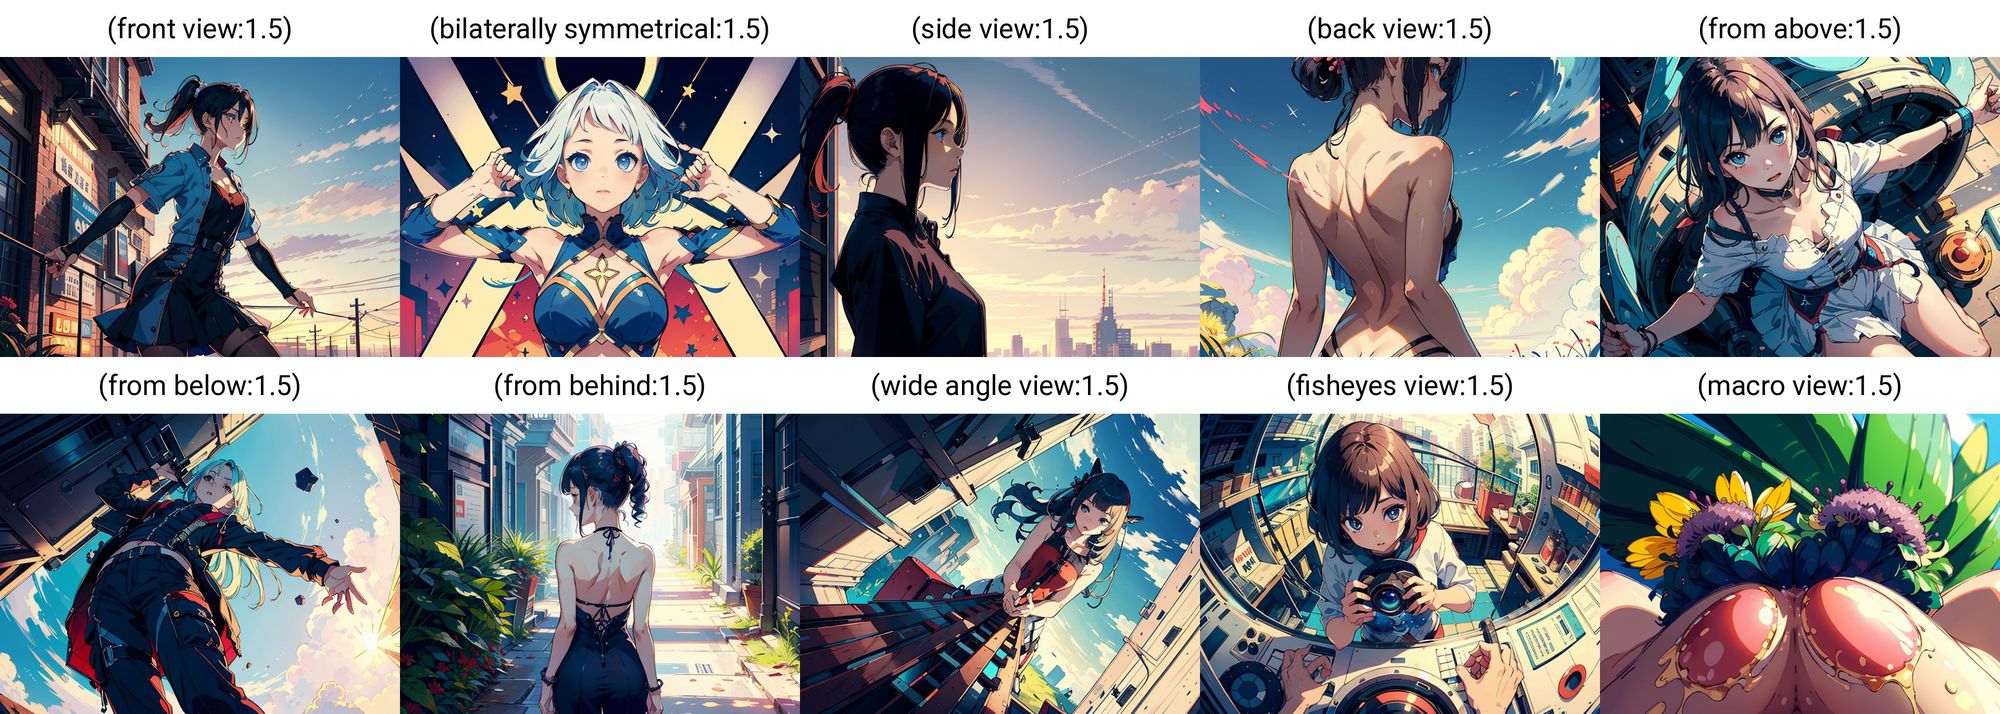 (front view:1.5)
(bilaterally symmetrical:1.5)
(side view:1.5)
(back view:1.5)
(from above:1.5)
(from below:1.5)
(from behind:1.5)
(wide angle view:1.5)
(fisheyes view:1.5)
(macro view:1.5)